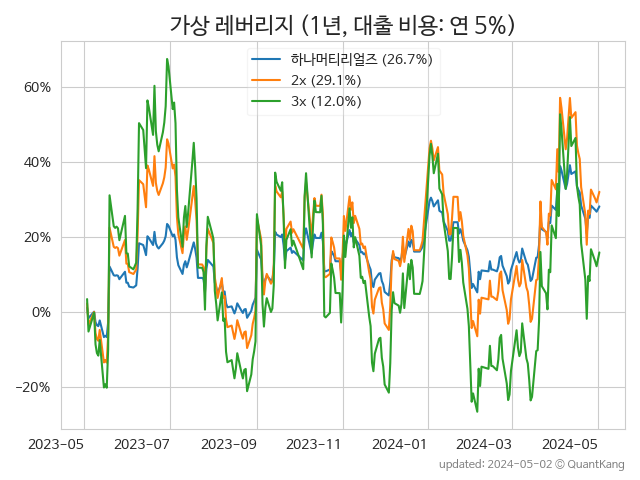 가상 레버리지 (1년, 대출 비용: 연 5%)
하나머티리얼즈 (26.7%)
2x (29.1%)
3x (12.0%)
60%
40%
20%
0%
−20%
2023-05 2023-07 2023-09 2023-11 2024-01 2024-03 2024-05
updated: 2024-05-02 © QuantKang